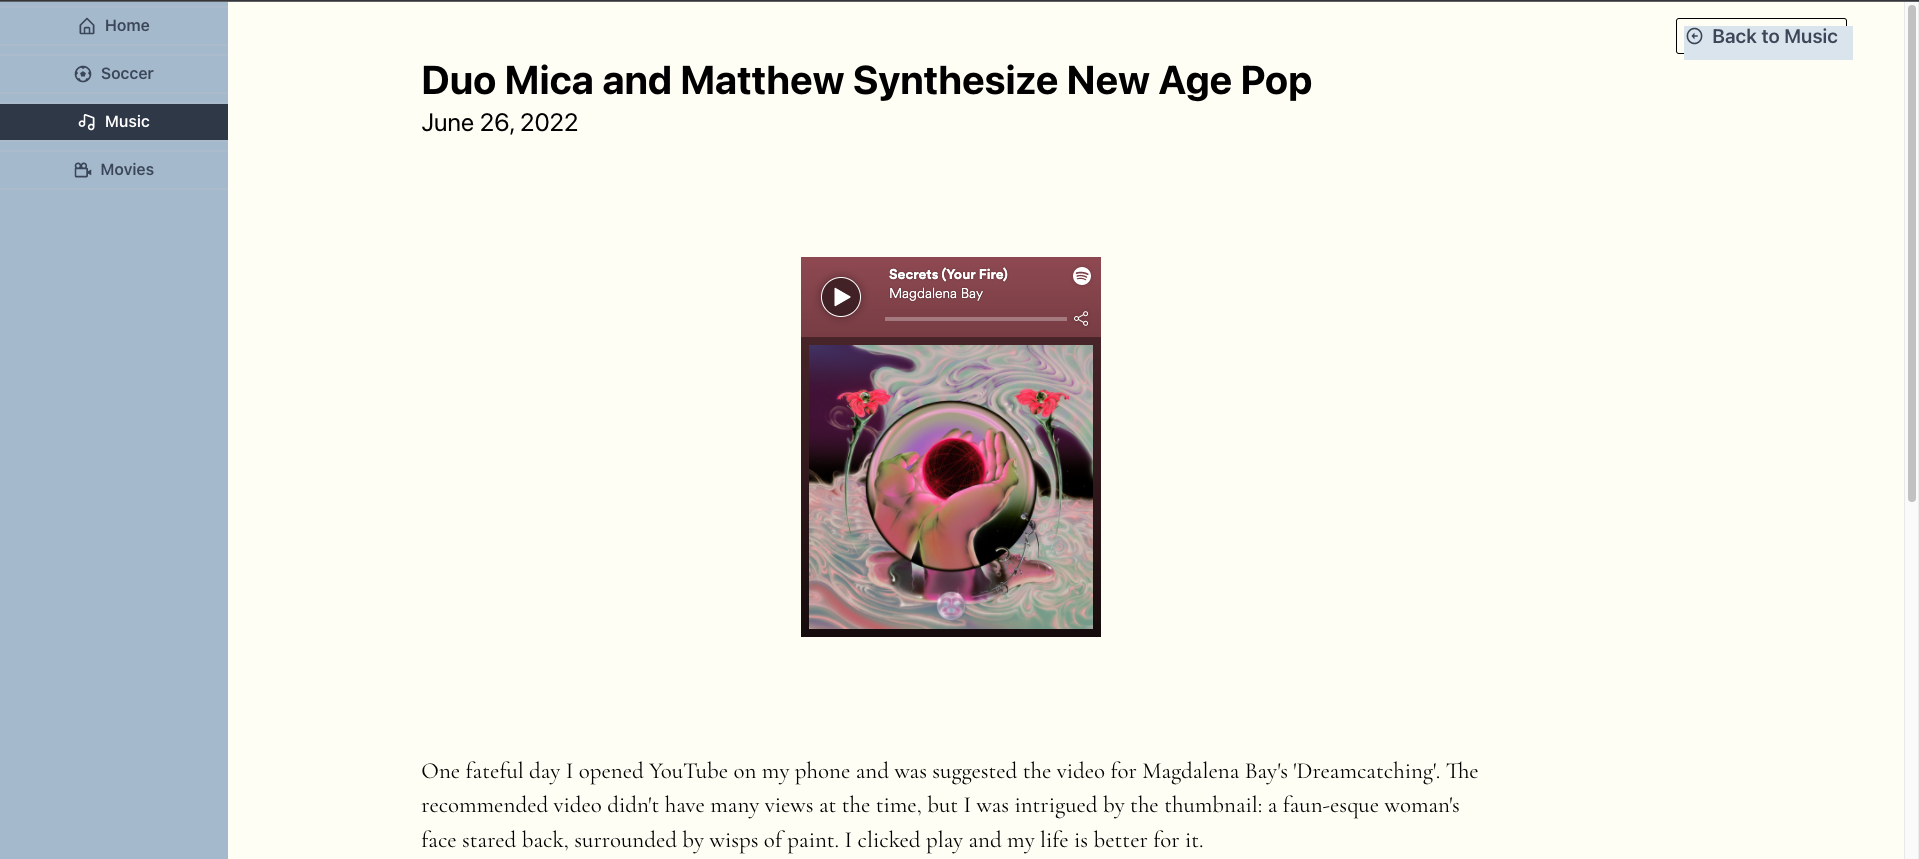 Home
Soccer
Music
Movies
Back to Music
Duo Mica and Matthew Synthesize New Age Pop
June 26, 2022
Secrets (Your Fire)
Magdalena Bay
One fateful day I opened YouTube on my phone and was suggested the video for Magdalena Bay's 'Dreamcatching'. The
recommended video didn't have many views at the time, but I was intrigued by the thumbnail: a faun-esque woman's
face stared back, surrounded by wisps of paint. I clicked play and my life is better for it.